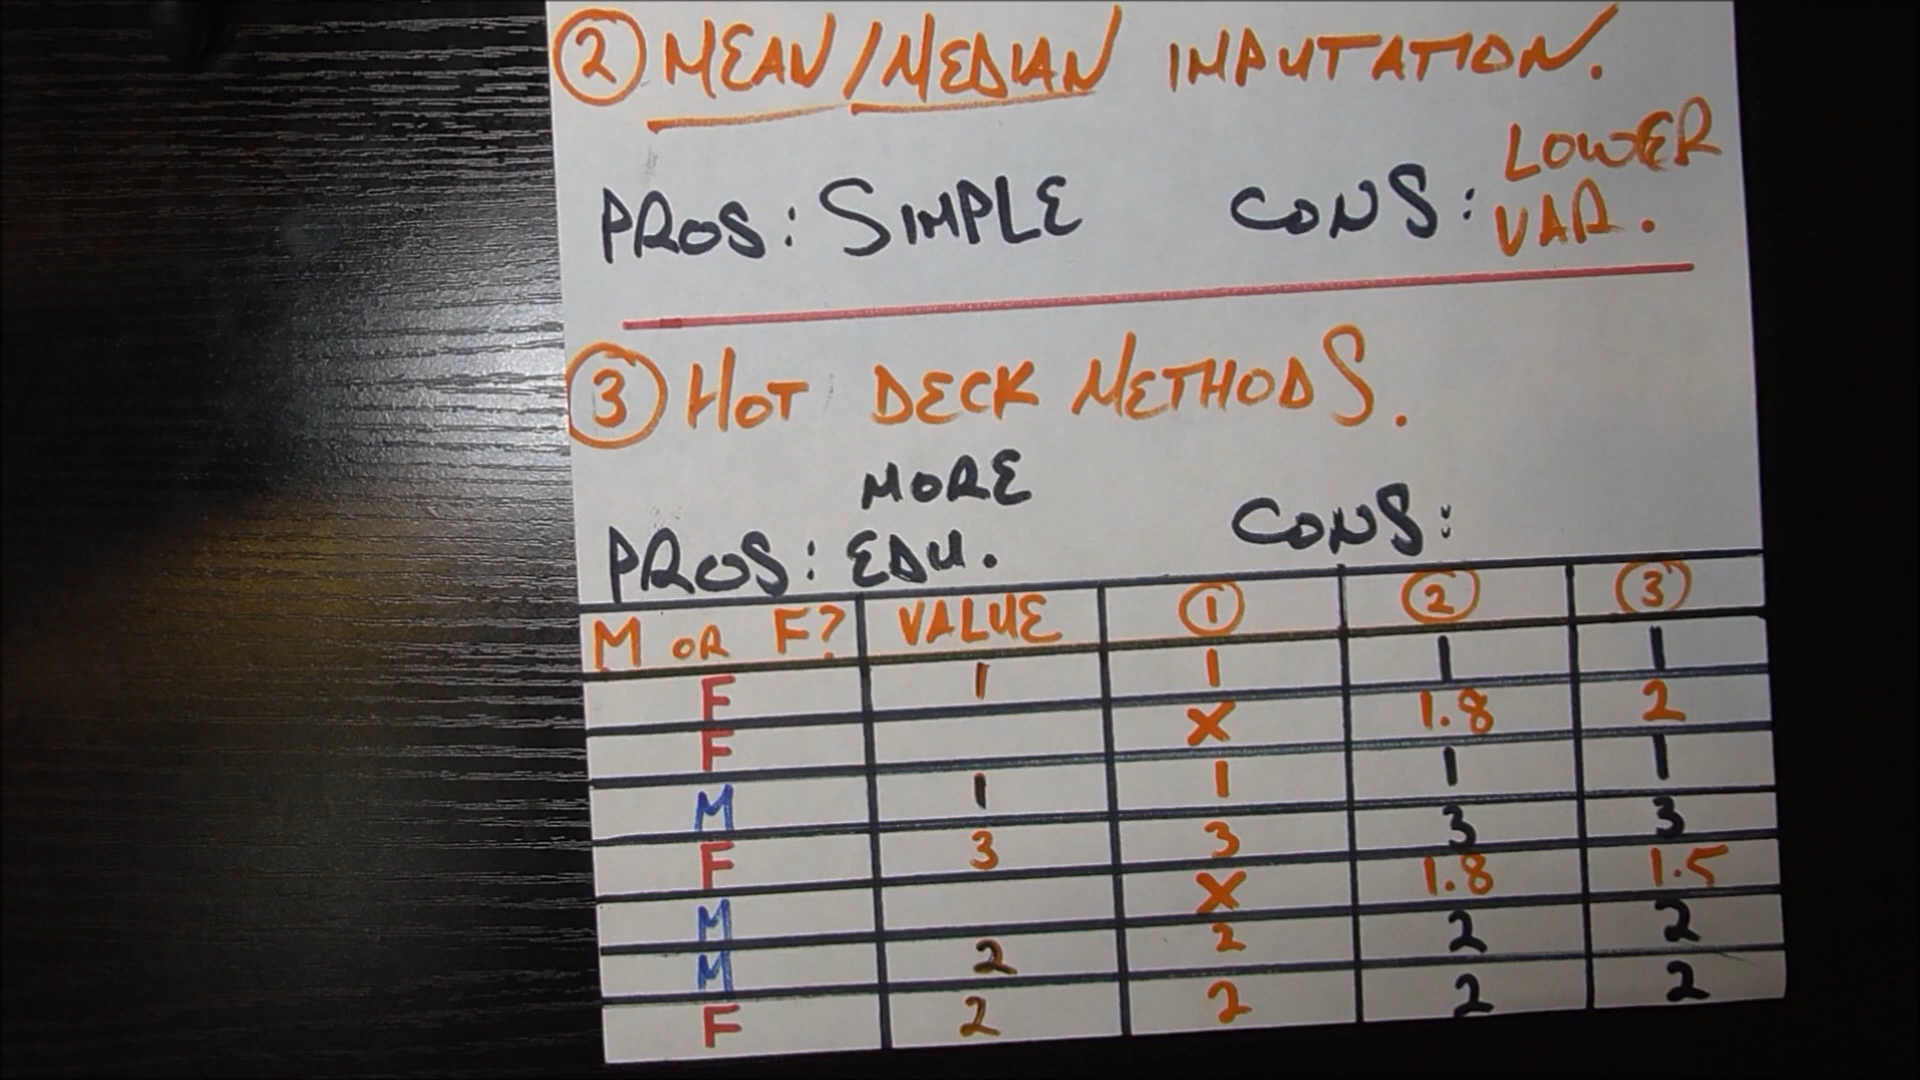 2 MEAN/MEDIAN IMPUTATION.
PROS: SIMPLE CONS: LOWER VAR.
3 HOT DECK METHODS.
PROS: MORE EDU. CONS:
M OR F? VALUE 1 2 3
F 1 1 1 1
F X 1.8 2
M 1 1 1 1
F 3 3 3 3
M X 1.8 1.5
M 2 2 2 2
F 2 2 2 2